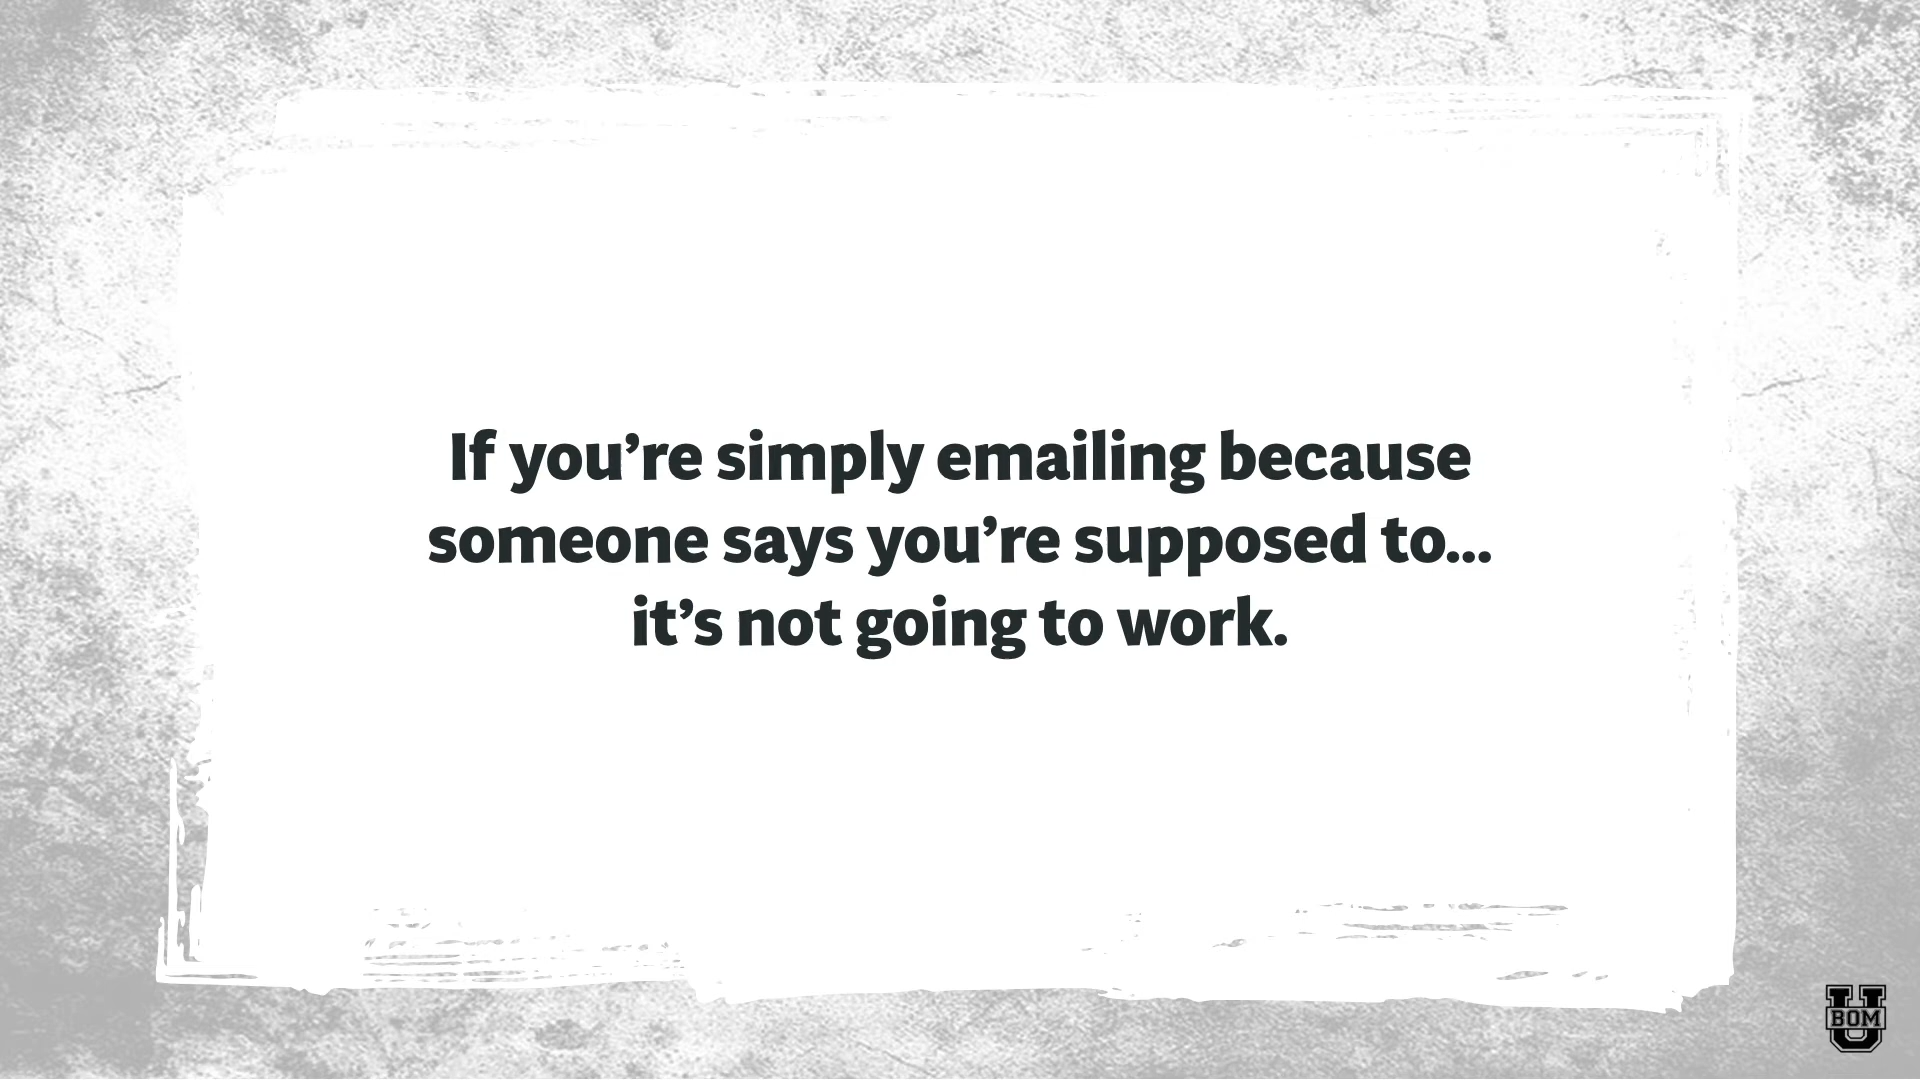 If you’re simply emailing because
someone says you’re supposed to...
it’s not going to work.
U
BOM